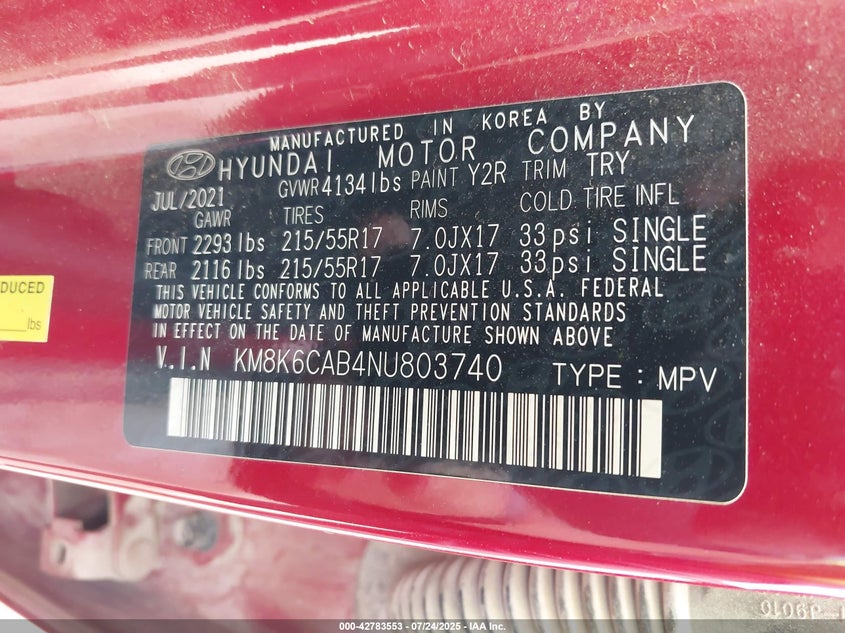 MANUFACTURED IN KOREA BY
HYUNDAI MOTOR COMPANY
JUL/2021 GVWR 4134lbs PAINT Y2R TRIM TRY
GAWR TIRES RIMS COLD TIRE INFL
FRONT 2293 lbs 215/55R17 7.0JX17 33psi SINGLE
REAR 2116 lbs 215/55R17 7.0JX17 33psi SINGLE
THIS VEHICLE CONFORMS TO ALL APPLICABLE U.S.A. FEDERAL
MOTOR VEHICLE SAFETY AND THEFT PREVENTION STANDARDS
IN EFFECT ON THE DATE OF MANUFACTURE SHOWN ABOVE
V.I.N KM8K6CAB4NU803740 TYPE : MPV
DUCED
lbs
000-42783553 - 07/24/2025 - IAA Inc.